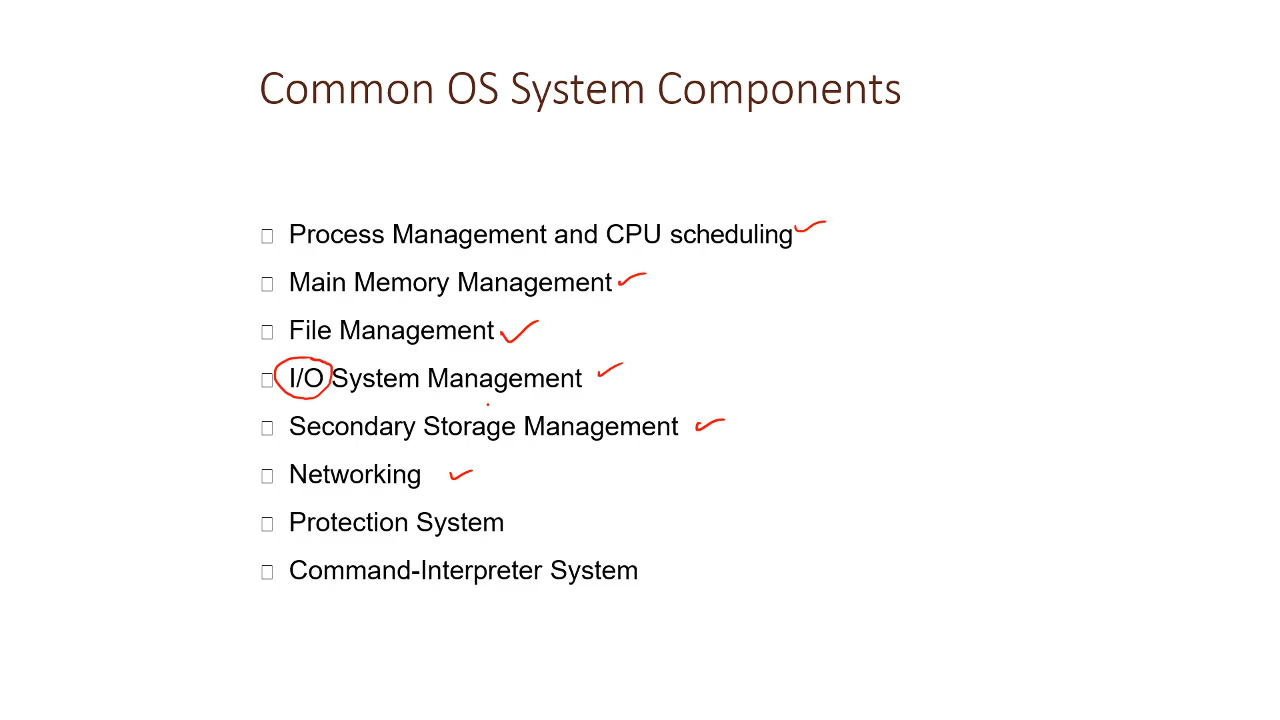 Common OS System Components
Process Management and CPU scheduling
Main Memory Management
File Management
I/O System Management
Secondary Storage Management
Networking
Protection System
Command-Interpreter System